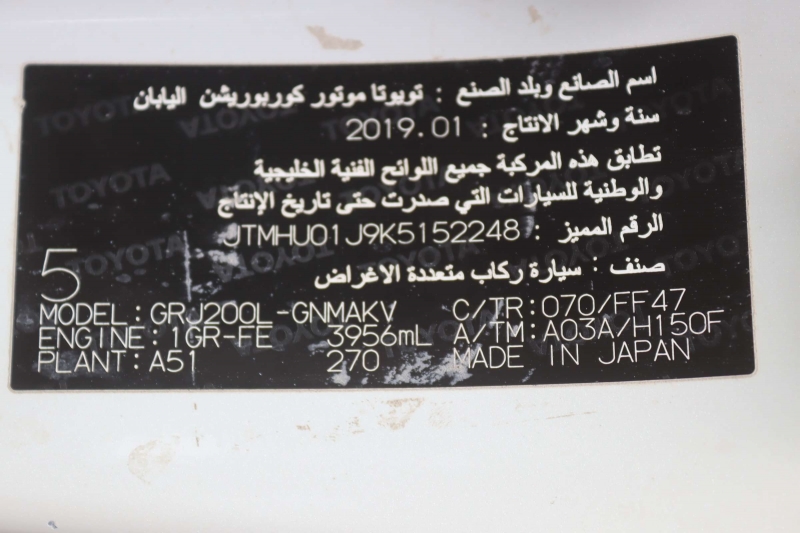 اسم الصانع وبلد الصنع : تويوتا موتور كوربوريشن اليابان
سنة وشهر الانتاج : 2019.01
تطابق هذه المركبة جميع اللوائح الفنية الخليجية
والوطنية للسيارات التي صدرت حتى تاريخ الإنتاج
الرقم المميز : JTMHU01J9K5152248
صنف : سيارة ركاب متعددة الاغراض
5
MODEL: GRJ200L-GNMAKV C/TR: 070/FF47
ENGINE: 1GR-FE 3956mL A/TM: A03A/H150F
PLANT: A51 270 MADE IN JAPAN